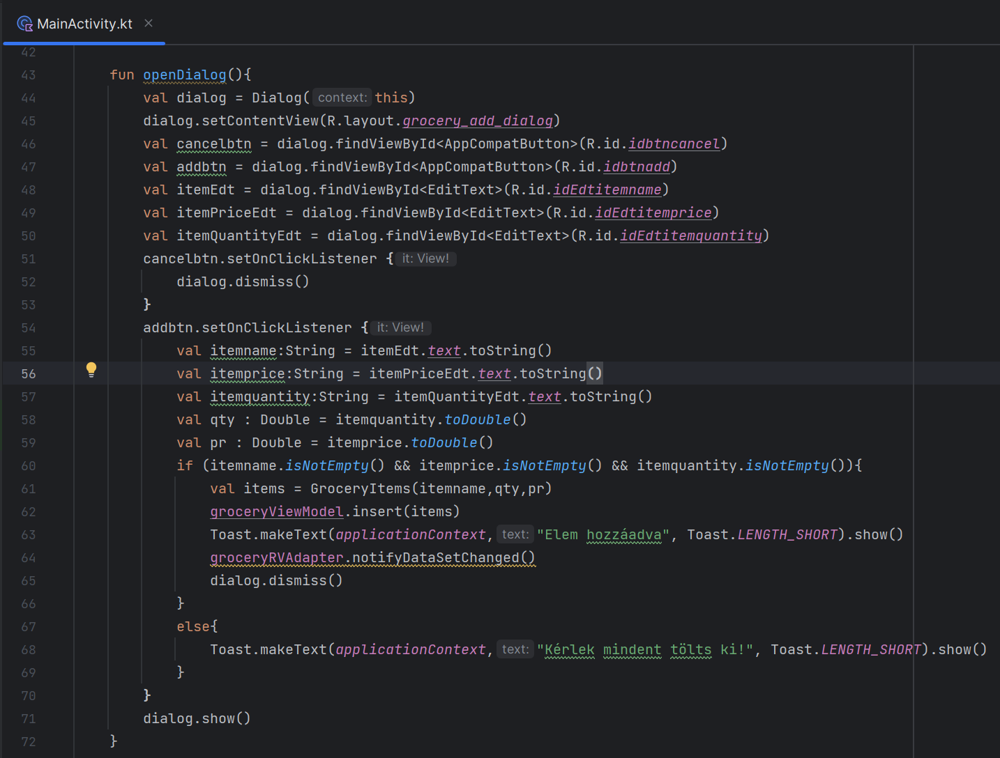 MainActivity.kt ×
42
43 fun openDialog(){
44 val dialog = Dialog( context: this)
45 dialog.setContentView(R.layout.grocery_add_dialog)
46 val cancelbtn = dialog.findViewById<AppCompatButton>(R.id.idbtncancel)
47 val addbtn = dialog.findViewById<AppCompatButton>(R.id.idbtnadd)
48 val itemEdt = dialog.findViewById<EditText>(R.id.idEdtitemname)
49 val itemPriceEdt = dialog.findViewById<EditText>(R.id.idEdtitemprice)
50 val itemQuantityEdt = dialog.findViewById<EditText>(R.id.idEdtitemquantity)
51 cancelbtn.setOnClickListener { it: View!
52 dialog.dismiss()
53 }
54 addbtn.setOnClickListener { it: View!
55 val itemname:String = itemEdt.text.toString()
56 val itemprice:String = itemPriceEdt.text.toString()
57 val itemquantity:String = itemQuantityEdt.text.toString()
58 val qty : Double = itemquantity.toDouble()
59 val pr : Double = itemprice.toDouble()
60 if (itemname.isNotEmpty() && itemprice.isNotEmpty() && itemquantity.isNotEmpty()){
61 val items = GroceryItems(itemname,qty,pr)
62 groceryViewModel.insert(items)
63 Toast.makeText(applicationContext, text: "Elem hozzáadva", Toast.LENGTH_SHORT).show()
64 groceryRVAdapter.notifyDataSetChanged()
65 dialog.dismiss()
66 }
67 else{
68 Toast.makeText(applicationContext, text: "Kérlek mindent tölts ki!", Toast.LENGTH_SHORT).show()
69 }
70 }
71 dialog.show()
72 }